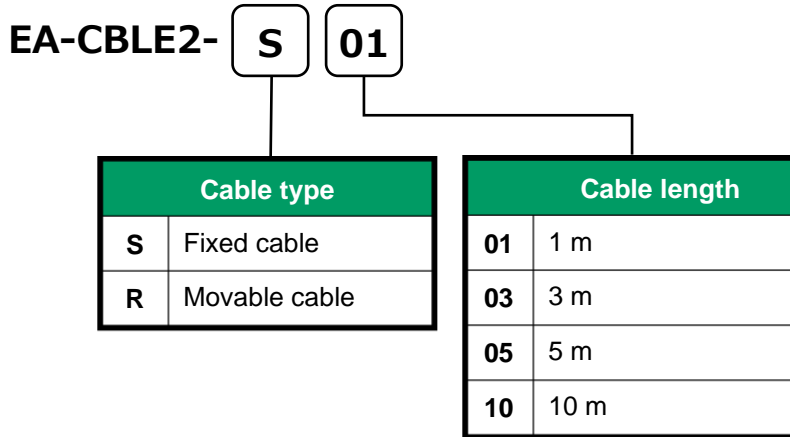 EA-CBLE2- S 01
Cable type
S Fixed cable
R Movable cable
Cable length
01 1 m
03 3 m
05 5 m
10 10 m